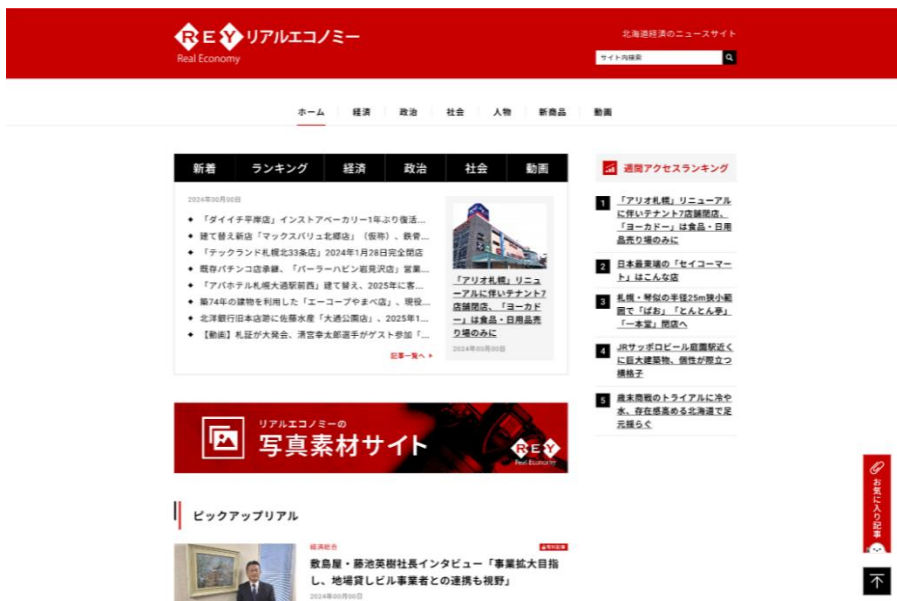 REY リアルエコノミー
Real Economy
北海道経済のニュースサイト
サイト内検索
ホーム 経済 政治 社会 人物 新商品 動画
新着 ランキング 経済 政治 社会 動画
2024年00月00日
「ダイイチ平岸店」インストアベーカリー1年ぶり復活...
建て替え新店「マックスバリュ北郷店」（仮称）、鉄骨...
「テックランド札幌北33条店」2024年1月28日完全閉店
既存パチンコ店承継、「パーラーハビン岩見沢店」営業...
「アパホテル札幌大通駅前西」建て替え、2025年に客...
築74年の建物を利用した「エーコープやまべ店」、現役...
北洋銀行旧本店跡に佐藤水産「大通公園店」、2025年1...
【動画】札証が大発会、清宮幸太郎選手がゲスト参加「...
記事一覧へ
「アリオ札幌」リニュ
ーアルに伴いテナント7
店舗閉店、「ヨーカド
ー」は食品・日用品売
り場のみに
2024年00月00日
週間アクセスランキング
1 「アリオ札幌」リニューアル
に伴いテナント7店舗閉店、
「ヨーカドー」は食品・日用
品売り場のみに
2 日本最東端の「セイコーマー
ト」はこんな店
3 札幌・琴似の半径25m狭小範
囲で「ばお」「とんとん亭」
「一本堂」閉店へ
4 JRサッポロビール庭園駅近く
に巨大建築物、個性が際立つ
横格子
5 歳末商戦のトライアルに冷や
水、存在感高める北海道で足
元揺らぐ
リアルエコノミーの
写真素材サイト
REY
Real Economy
ピックアップリアル
経済総合
有料記事
敷島屋・藤池英樹社長インタビュー「事業拡大目指
し、地場貸しビル事業者との連携も視野」
2024年00月00日
お気に入り記事